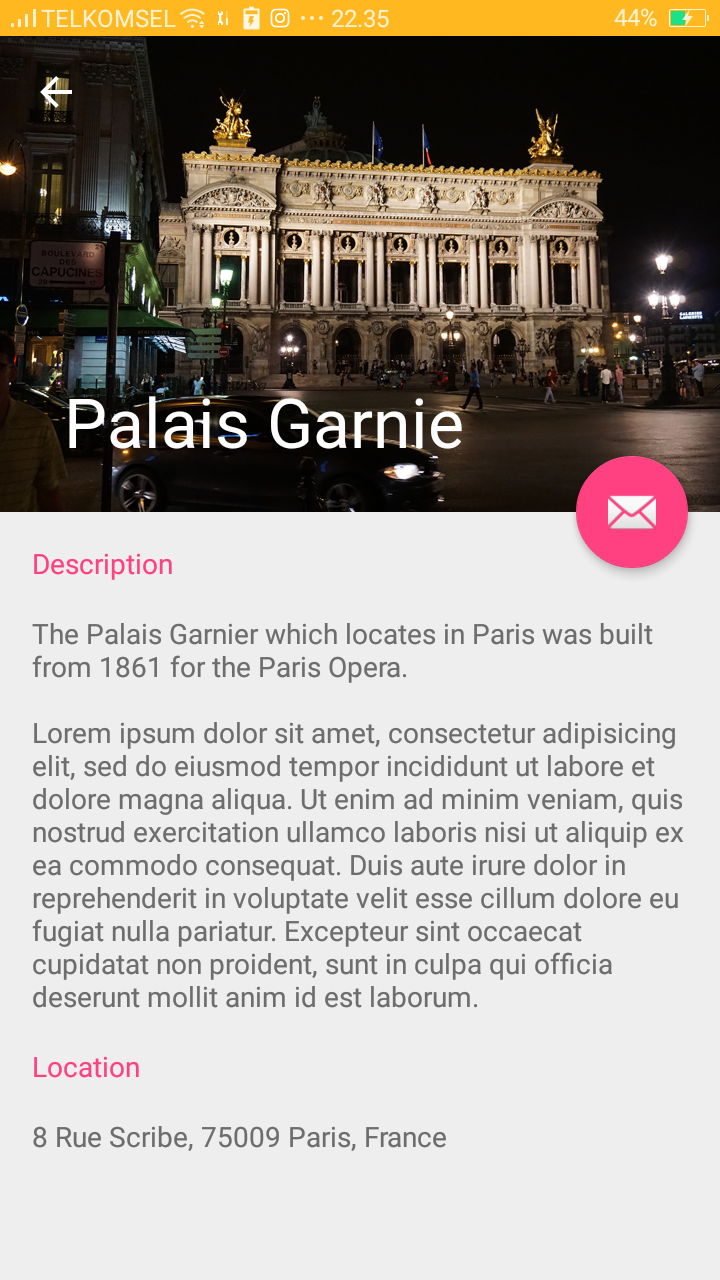 TELKOMSEL 22.35 44%
BOULEVARD
DES
CAPUCINES
GALERIES
LAFAYETTE
Palais Garnie
Description
The Palais Garnier which locates in Paris was built
from 1861 for the Paris Opera.
Lorem ipsum dolor sit amet, consectetur adipisicing
elit, sed do eiusmod tempor incididunt ut labore et
dolore magna aliqua. Ut enim ad minim veniam, quis
nostrud exercitation ullamco laboris nisi ut aliquip ex
ea commodo consequat. Duis aute irure dolor in
reprehenderit in voluptate velit esse cillum dolore eu
fugiat nulla pariatur. Excepteur sint occaecat
cupidatat non proident, sunt in culpa qui officia
deserunt mollit anim id est laborum.
Location
8 Rue Scribe, 75009 Paris, France